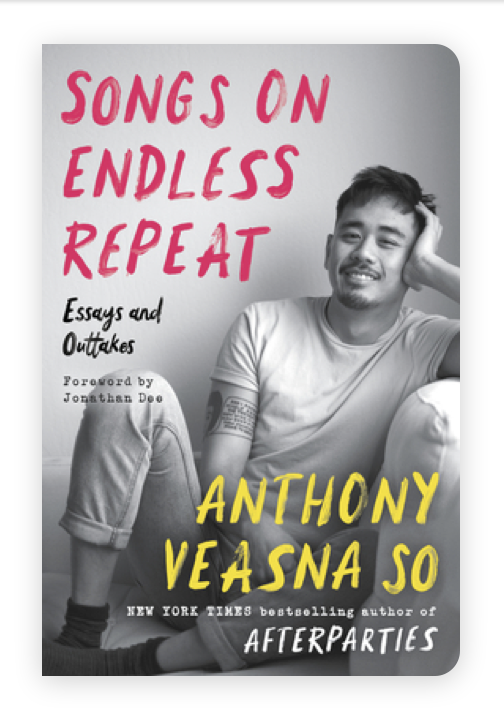 SONGS ON
ENDLESS
REPEAT
Essays and
Outtakes
Foreword by
Jonathan Dee
ANTHONY
VEASNA SO
NEW YORK TIMES bestselling author of
AFTERPARTIES